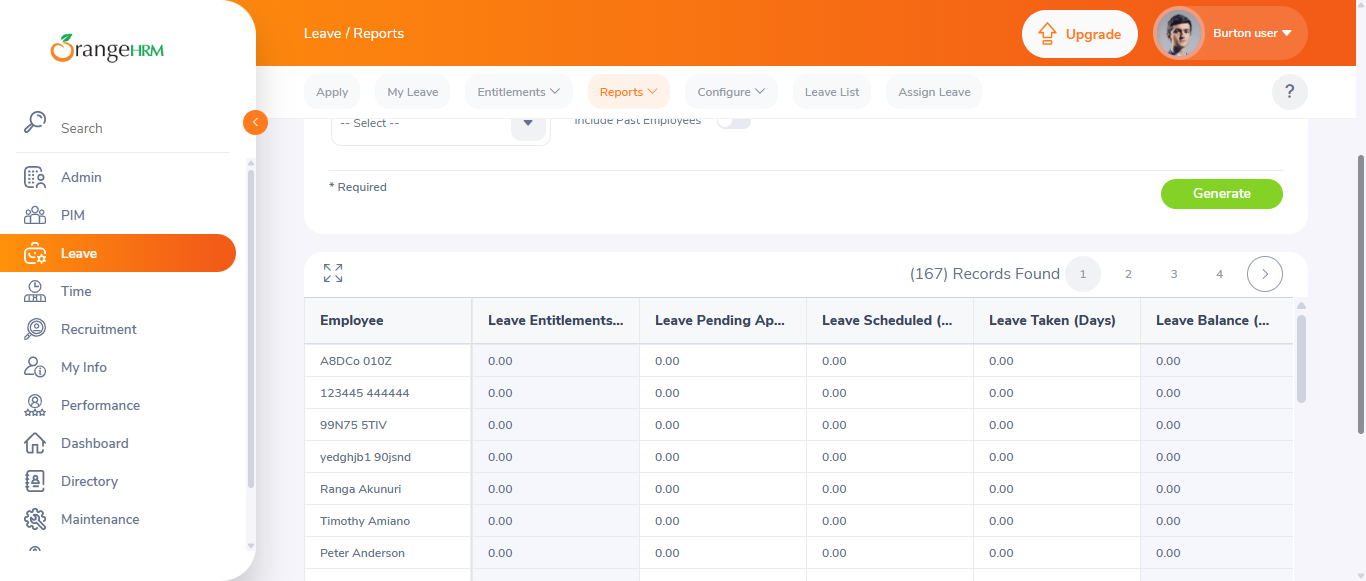 OrangeHRM
Search
Admin
PIM
Leave
Time
Recruitment
My Info
Performance
Dashboard
Directory
Maintenance
Leave / Reports
Upgrade
Burton user
Apply
My Leave
Entitlements
Reports
Configure
Leave List
Assign Leave
?
-- Select --
Include Past Employees
* Required
Generate
(167) Records Found 1 2 3 4
Employee Leave Entitlements... Leave Pending Ap... Leave Scheduled (... Leave Taken (Days) Leave Balance (...
A8DCo 010Z 0.00 0.00 0.00 0.00 0.00
123445 444444 0.00 0.00 0.00 0.00 0.00
99N75 5TIV 0.00 0.00 0.00 0.00 0.00
yedghjb1 90jsnd 0.00 0.00 0.00 0.00 0.00
Ranga Akunuri 0.00 0.00 0.00 0.00 0.00
Timothy Amiano 0.00 0.00 0.00 0.00 0.00
Peter Anderson 0.00 0.00 0.00 0.00 0.00